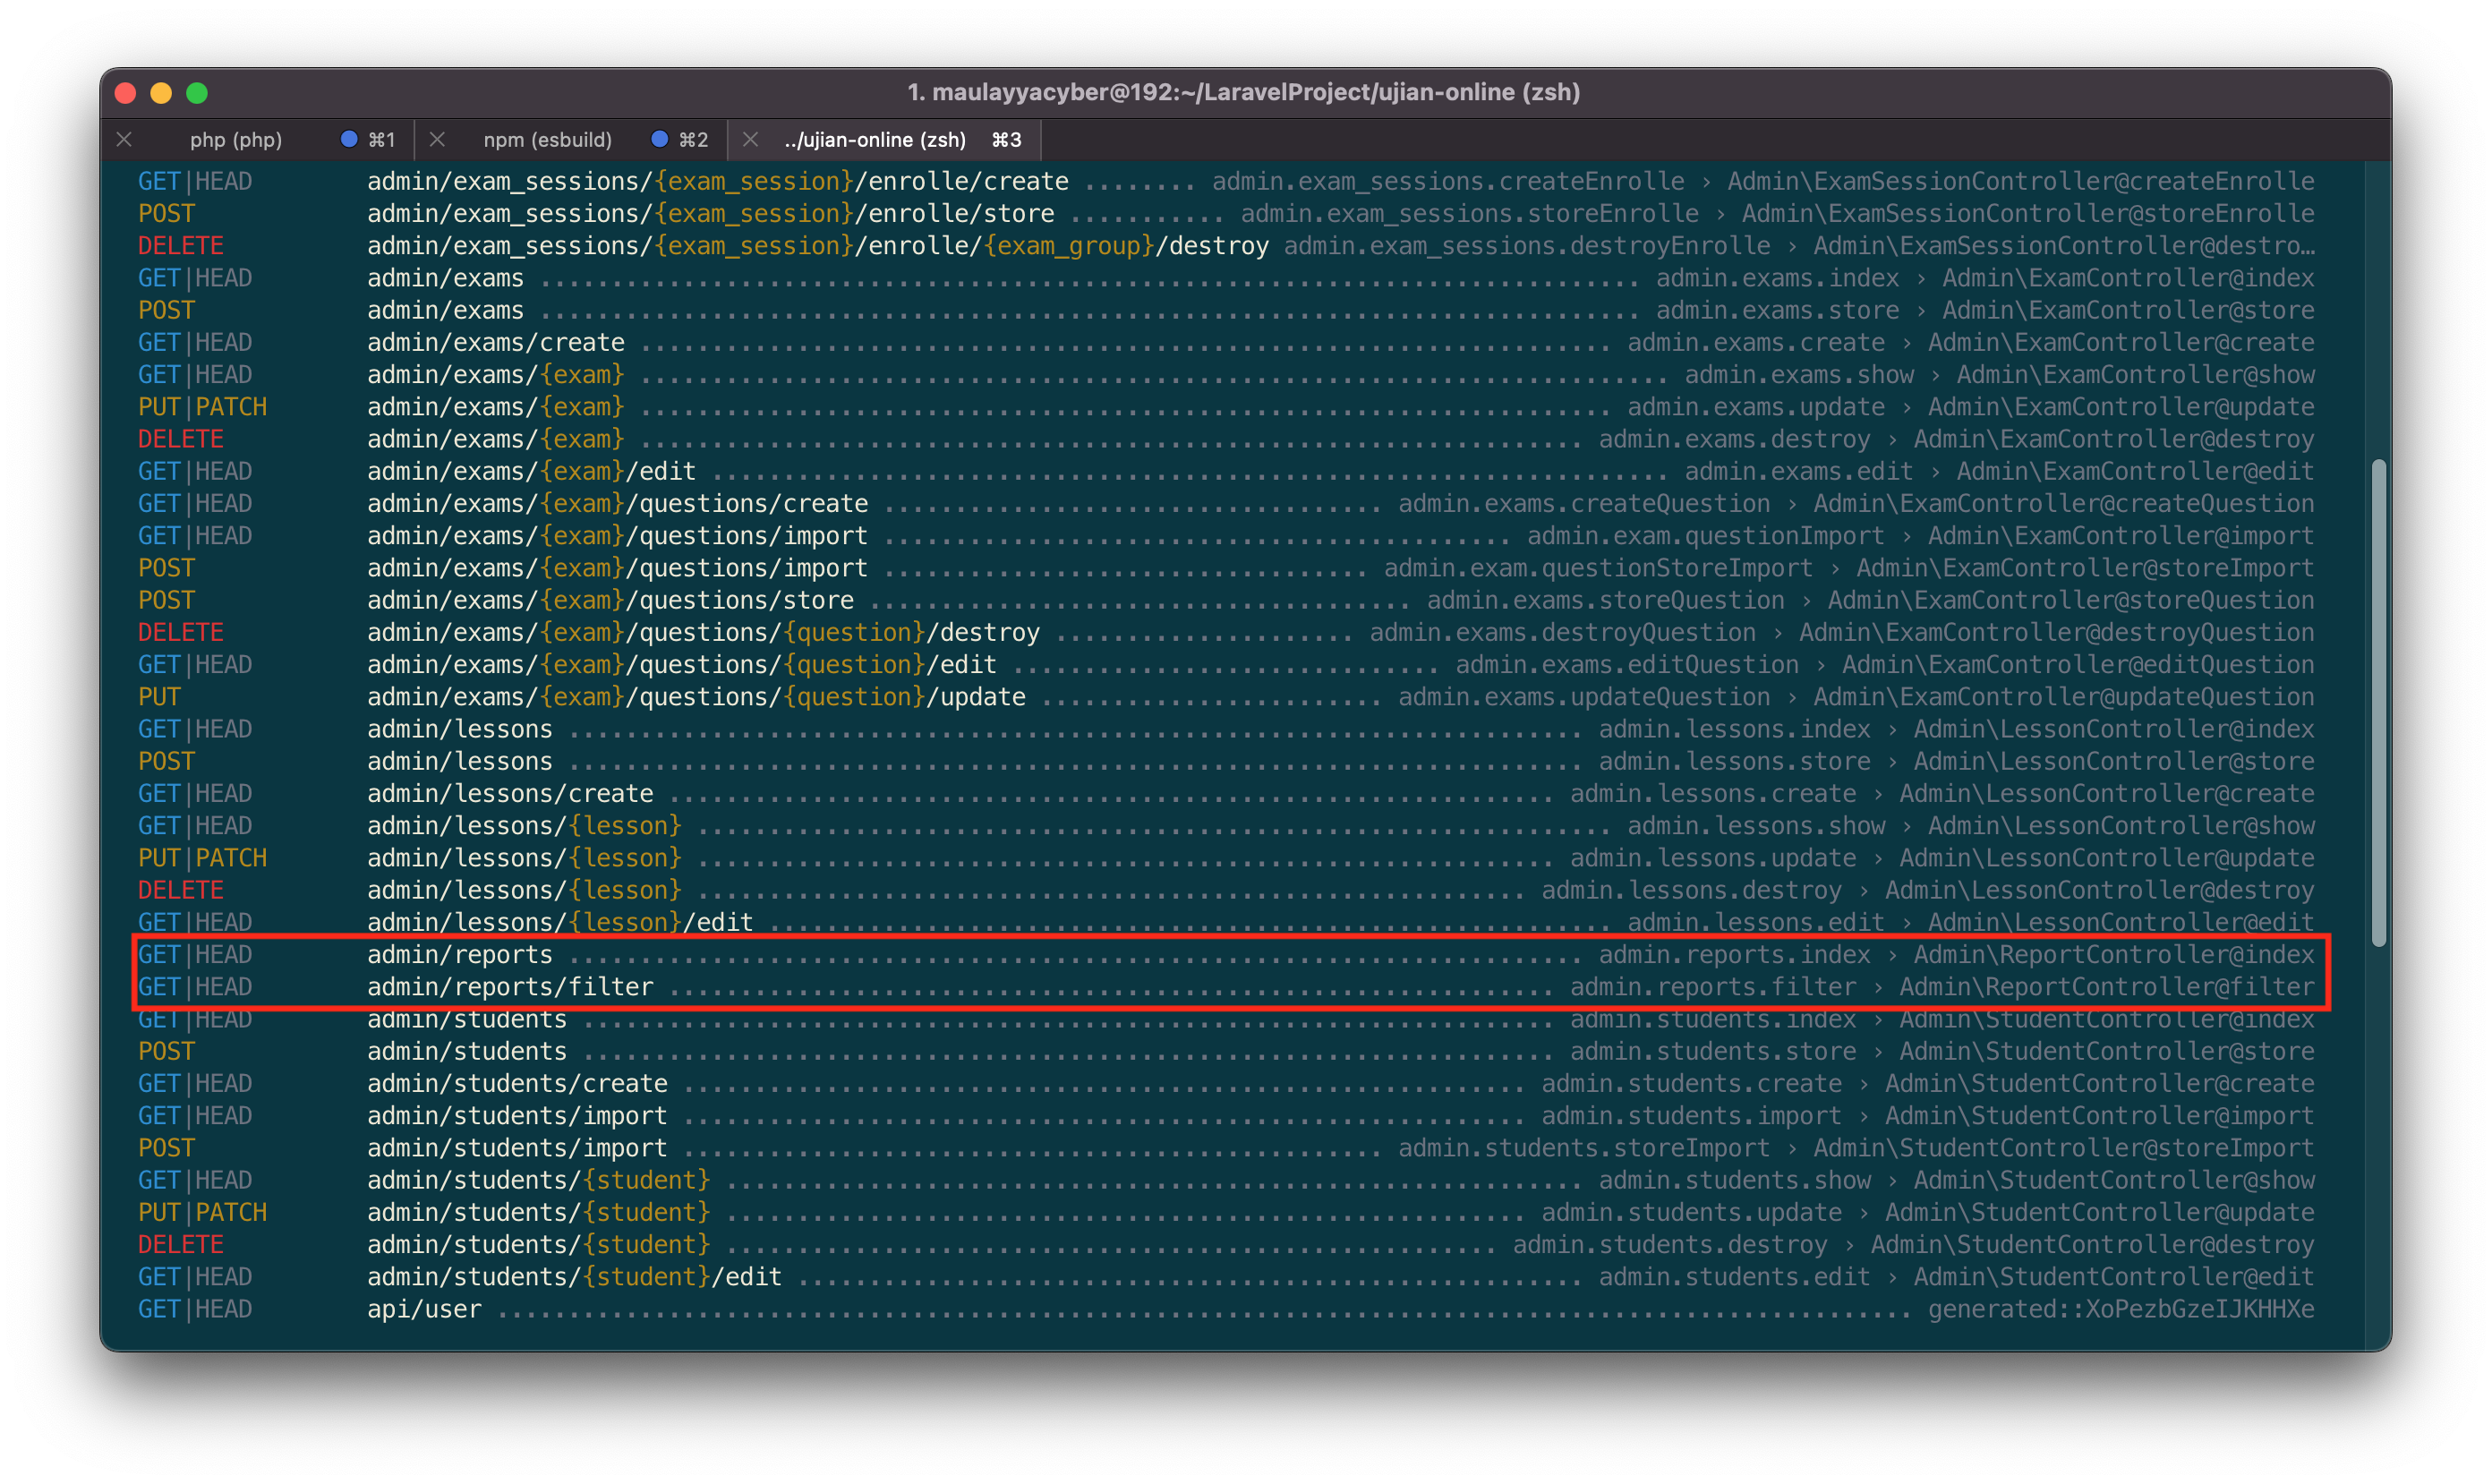 1. maulayyacyber@192:~/LaravelProject/ujian-online (zsh)
php (php) ⌘1 npm (esbuild) ⌘2 ../ujian-online (zsh) ⌘3
GET|HEAD admin/exam_sessions/{exam_session}/enrolle/create ........ admin.exam_sessions.createEnrolle › Admin\ExamSessionController@createEnrolle
POST admin/exam_sessions/{exam_session}/enrolle/store ........... admin.exam_sessions.storeEnrolle › Admin\ExamSessionController@storeEnrolle
DELETE admin/exam_sessions/{exam_session}/enrolle/{exam_group}/destroy admin.exam_sessions.destroyEnrolle › Admin\ExamSessionController@destro…
GET|HEAD admin/exams ............................................................................. admin.exams.index › Admin\ExamController@index
POST admin/exams ............................................................................. admin.exams.store › Admin\ExamController@store
GET|HEAD admin/exams/create .................................................................... admin.exams.create › Admin\ExamController@create
GET|HEAD admin/exams/{exam} ........................................................................ admin.exams.show › Admin\ExamController@show
PUT|PATCH admin/exams/{exam} .................................................................... admin.exams.update › Admin\ExamController@update
DELETE admin/exams/{exam} .................................................................. admin.exams.destroy › Admin\ExamController@destroy
GET|HEAD admin/exams/{exam}/edit ................................................................... admin.exams.edit › Admin\ExamController@edit
GET|HEAD admin/exams/{exam}/questions/create ................................... admin.exams.createQuestion › Admin\ExamController@createQuestion
GET|HEAD admin/exams/{exam}/questions/import ............................................ admin.exam.questionImport › Admin\ExamController@import
POST admin/exams/{exam}/questions/import .................................. admin.exam.questionStoreImport › Admin\ExamController@storeImport
POST admin/exams/{exam}/questions/store ...................................... admin.exams.storeQuestion › Admin\ExamController@storeQuestion
DELETE admin/exams/{exam}/questions/{question}/destroy ..................... admin.exams.destroyQuestion › Admin\ExamController@destroyQuestion
GET|HEAD admin/exams/{exam}/questions/{question}/edit .............................. admin.exams.editQuestion › Admin\ExamController@editQuestion
PUT admin/exams/{exam}/questions/{question}/update ........................ admin.exams.updateQuestion › Admin\ExamController@updateQuestion
GET|HEAD admin/lessons ....................................................................... admin.lessons.index › Admin\LessonController@index
POST admin/lessons ....................................................................... admin.lessons.store › Admin\LessonController@store
GET|HEAD admin/lessons/create .............................................................. admin.lessons.create › Admin\LessonController@create
GET|HEAD admin/lessons/{lesson} ................................................................ admin.lessons.show › Admin\LessonController@show
PUT|PATCH admin/lessons/{lesson} ............................................................ admin.lessons.update › Admin\LessonController@update
DELETE admin/lessons/{lesson} .......................................................... admin.lessons.destroy › Admin\LessonController@destroy
GET|HEAD admin/lessons/{lesson}/edit ........................................................... admin.lessons.edit › Admin\LessonController@edit
GET|HEAD admin/reports ....................................................................... admin.reports.index › Admin\ReportController@index
GET|HEAD admin/reports/filter .............................................................. admin.reports.filter › Admin\ReportController@filter
GET|HEAD admin/students .................................................................... admin.students.index › Admin\StudentController@index
POST admin/students .................................................................... admin.students.store › Admin\StudentController@store
GET|HEAD admin/students/create ........................................................... admin.students.create › Admin\StudentController@create
GET|HEAD admin/students/import ........................................................... admin.students.import › Admin\StudentController@import
POST admin/students/import ................................................. admin.students.storeImport › Admin\StudentController@storeImport
GET|HEAD admin/students/{student} ............................................................ admin.students.show › Admin\StudentController@show
PUT|PATCH admin/students/{student} ........................................................ admin.students.update › Admin\StudentController@update
DELETE admin/students/{student} ...................................................... admin.students.destroy › Admin\StudentController@destroy
GET|HEAD admin/students/{student}/edit ....................................................... admin.students.edit › Admin\StudentController@edit
GET|HEAD api/user ................................................................................................... generated::XoPezbGzeIJKHHXe